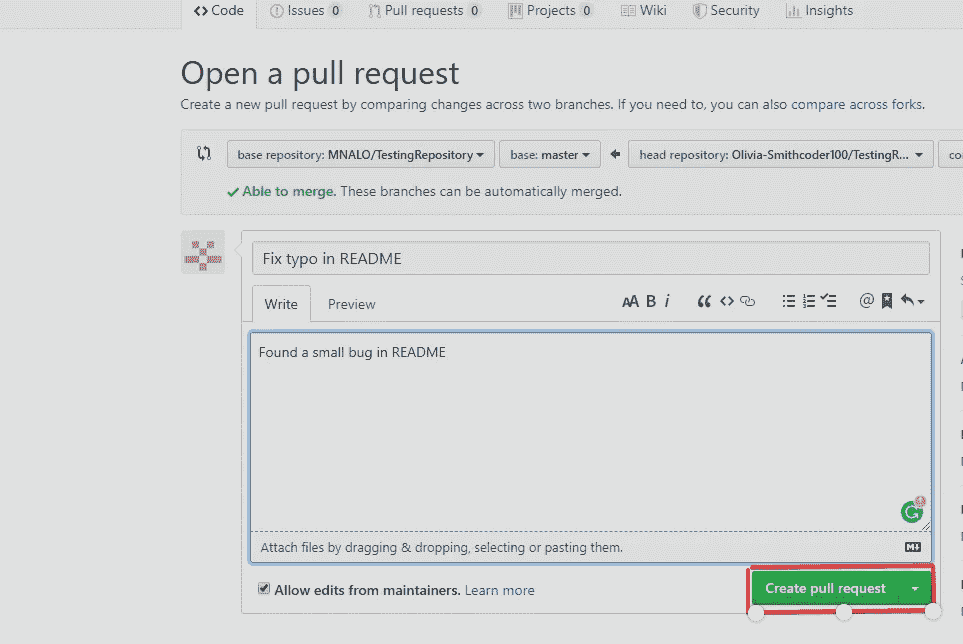 Code Issues 0 Pull requests 0 Projects 0 Wiki Security Insights
Open a pull request
Create a new pull request by comparing changes across two branches. If you need to, you can also compare across forks.
base repository: MNALO/TestingRepository base: master head repository: Olivia-Smithcoder100/TestingR... co
Able to merge. These branches can be automatically merged.
Fix typo in README
Write Preview AA B i
Found a small bug in README
Attach files by dragging & dropping, selecting or pasting them.
Allow edits from maintainers. Learn more
Create pull request